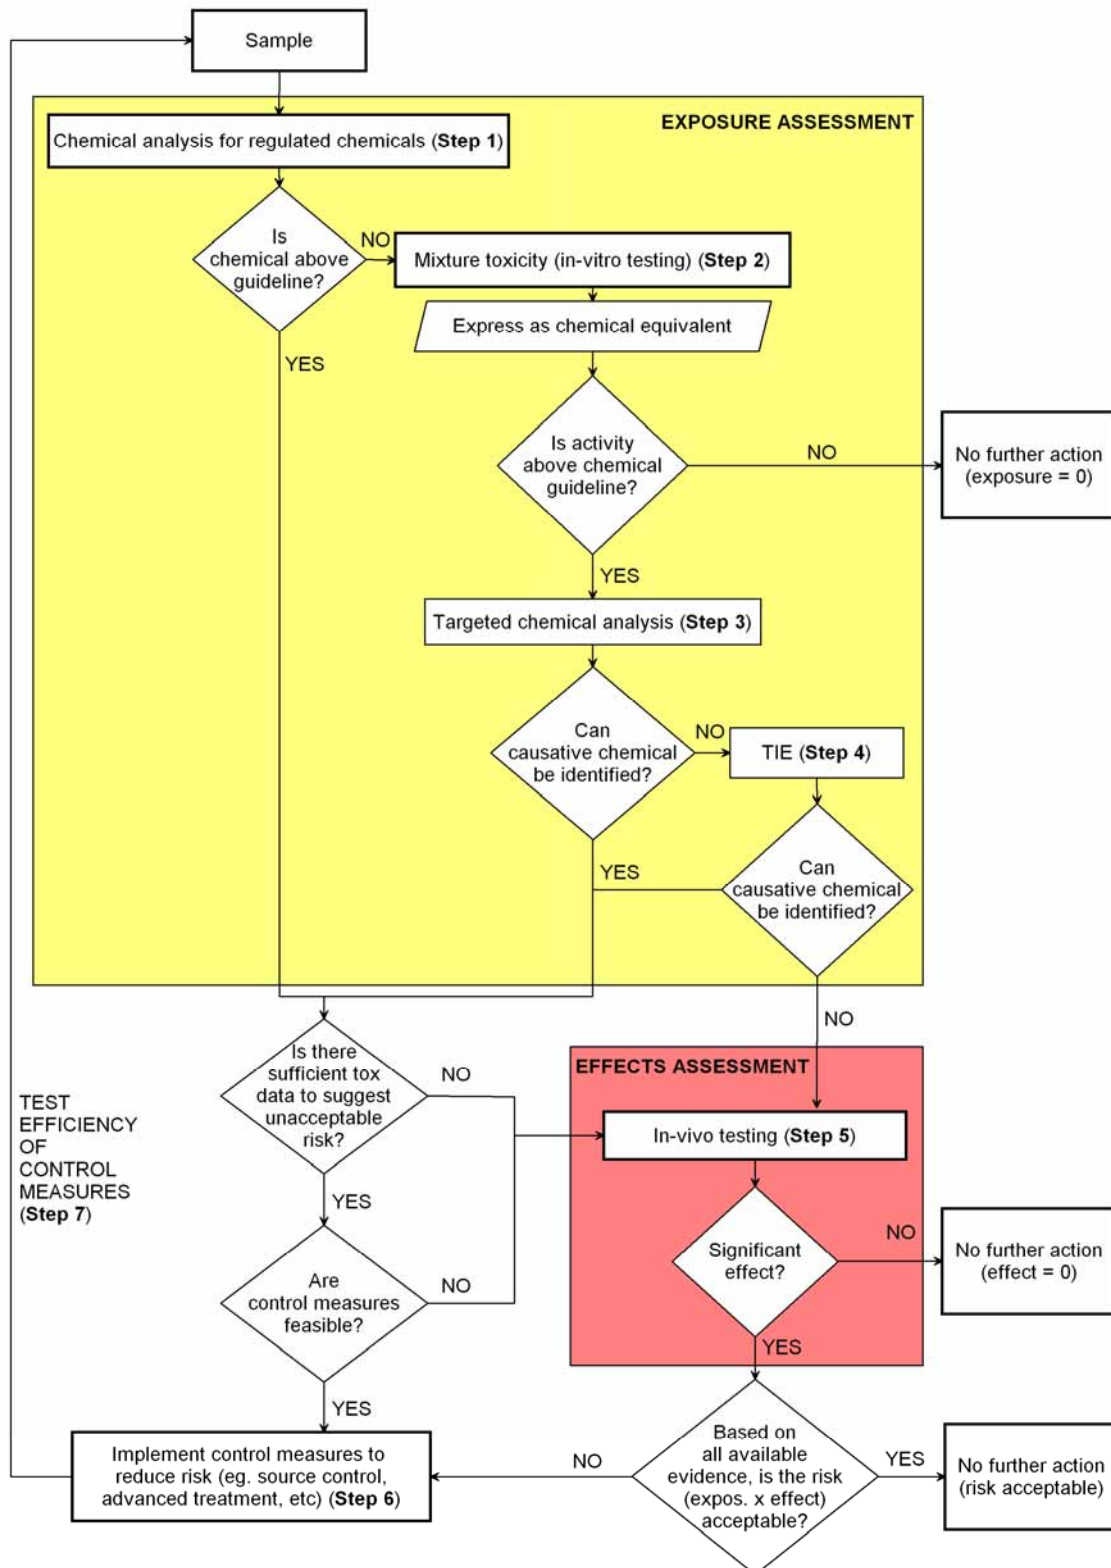 Sample
EXPOSURE ASSESSMENT
Chemical analysis for regulated chemicals (Step 1)
Is
chemical above
guideline?
NO
Mixture toxicity (in-vitro testing) (Step 2)
Express as chemical equivalent
YES
Is activity
above chemical
guideline?
NO
No further action
(exposure = 0)
YES
Targeted chemical analysis (Step 3)
Can
causative chemical
be identified?
NO
TIE (Step 4)
YES
Can
causative chemical
be identified?
NO
Is there
sufficient tox
data to suggest
unacceptable
risk?
NO
EFFECTS ASSESSMENT
In-vivo testing (Step 5)
TEST
EFFICIENCY
OF
CONTROL
MEASURES
(Step 7)
YES
Are
control measures
feasible?
NO
Significant
effect?
NO
No further action
(effect = 0)
YES
YES
Implement control measures to
reduce risk (eg. source control,
advanced treatment, etc) (Step 6)
NO
Based on
all available
evidence, is the risk
(expos. x effect)
acceptable?
YES
No further action
(risk acceptable)